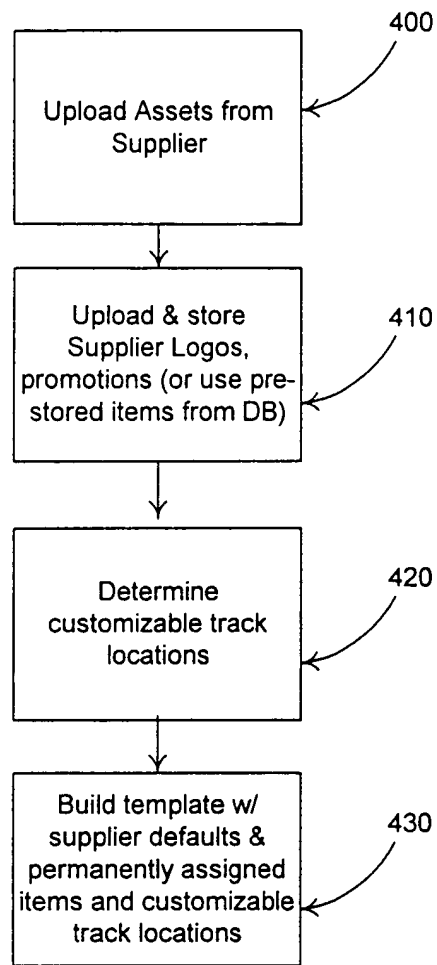 400
Upload Assets from
Supplier
410
Upload & store
Supplier Logos,
promotions (or use pre-
stored items from DB)
420
Determine
customizable track
locations
430
Build template w/
supplier defaults &
permanently assigned
items and customizable
track locations